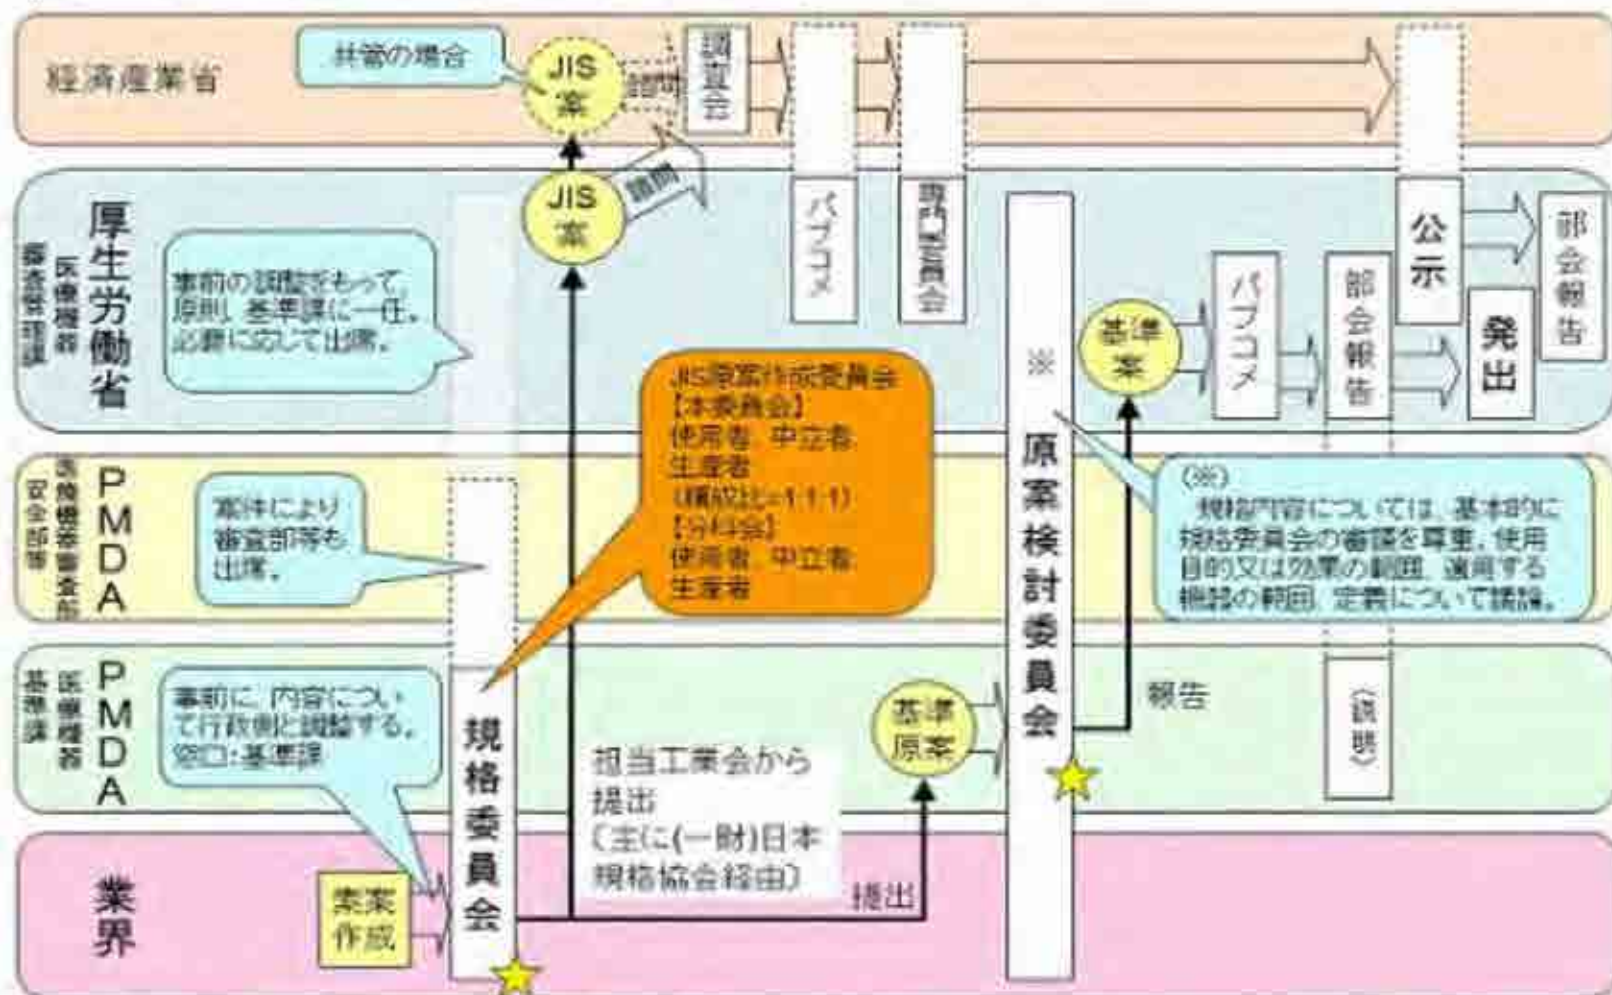 経済産業省
共管の場合
JIS
案
諮問
調査会
厚生労働省
医療機器
審査管理課
事前の調整をもって、
原則、基準課に一任。
必要に応じて出席。
JIS
案
諮問
パブコメ
専門委員会
※
原案検討委員会
基準
案
パブコメ
部会報告
公示
発出
部会報告
JIS原案作成委員会
【本委員会】
使用者、中立者、
生産者
(構成比=1:1:1)
【分科会】
使用者、中立者、
生産者
PMDA
医療機器審査部
安全部等
案件により
審査部等も
出席。
(※)
規格内容については、基本的に
規格委員会の審議を尊重。使用
目的又は効果の範囲、適用する
機器の範囲、定義について議論。
PMDA
医療機器
基準課
事前に、内容につい
て行政側と調整する。
窓口:基準課
規格委員会
担当工業会から
提出
〔主に(一財)日本
規格協会経由〕
基準
原案
報告
〈説明〉
業界
素案
作成
提出